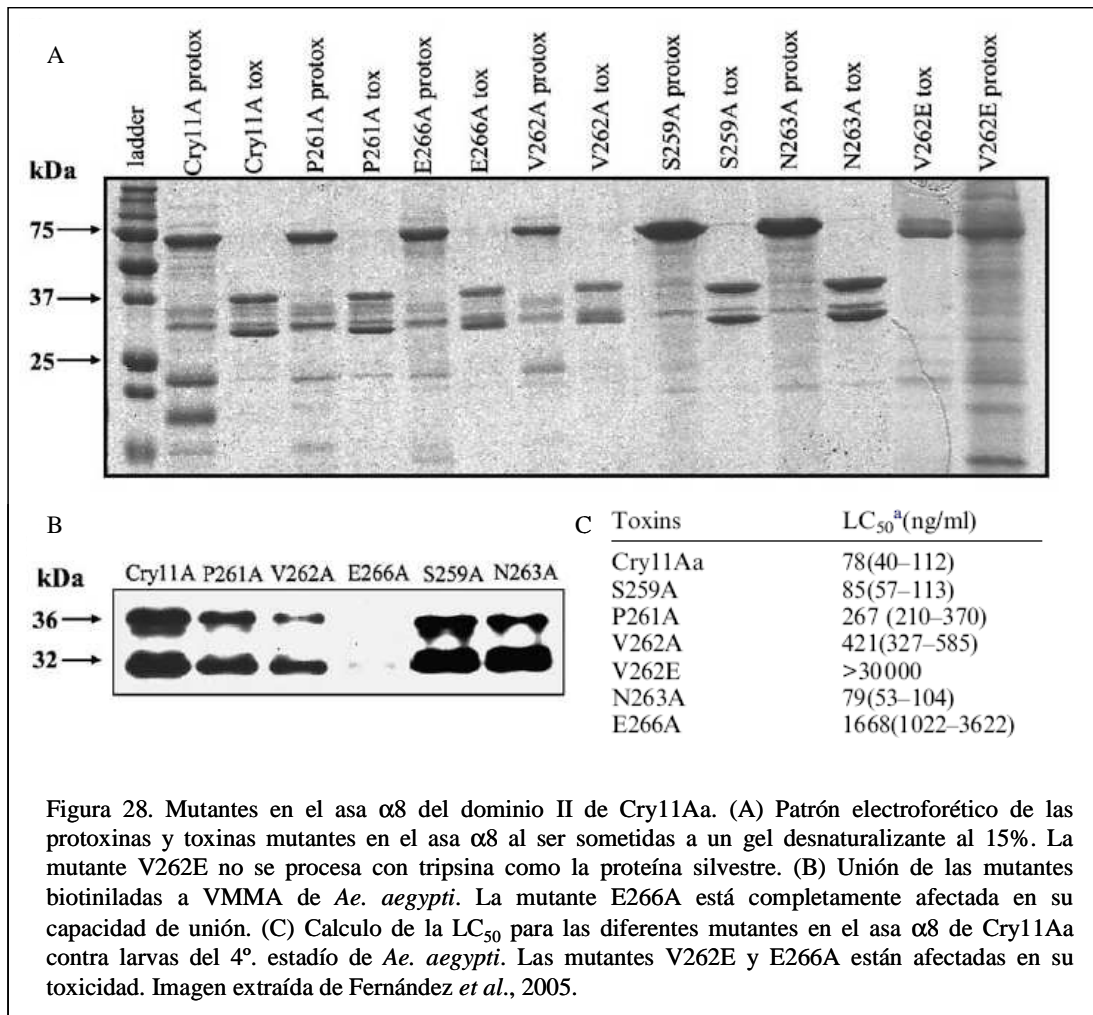 A
ladder
Cry11A protox
Cry11A tox
P261A protox
P261A tox
E266A protox
E266A tox
V262A protox
V262A tox
S259A protox
S259A tox
N263A protox
N263A tox
V262E tox
V262E protox
kDa
75
37
25
B
kDa
Cry11A P261A V262A E266A S259A N263A
36
32
C
Toxins LC50ᵃ(ng/ml)
Cry11Aa 78(40–112)
S259A 85(57–113)
P261A 267 (210–370)
V262A 421(327–585)
V262E >30000
N263A 79(53–104)
E266A 1668(1022–3622)
Figura 28. Mutantes en el asa α8 del dominio II de Cry11Aa. (A) Patrón electroforético de las
protoxinas y toxinas mutantes en el asa α8 al ser sometidas a un gel desnaturalizante al 15%. La
mutante V262E no se procesa con tripsina como la proteína silvestre. (B) Unión de las mutantes
biotiniladas a VMMA de Ae. aegypti. La mutante E266A está completamente afectada en su
capacidad de unión. (C) Calculo de la LC50 para las diferentes mutantes en el asa α8 de Cry11Aa
contra larvas del 4º. estadío de Ae. aegypti. Las mutantes V262E y E266A están afectadas en su
toxicidad. Imagen extraída de Fernández et al., 2005.